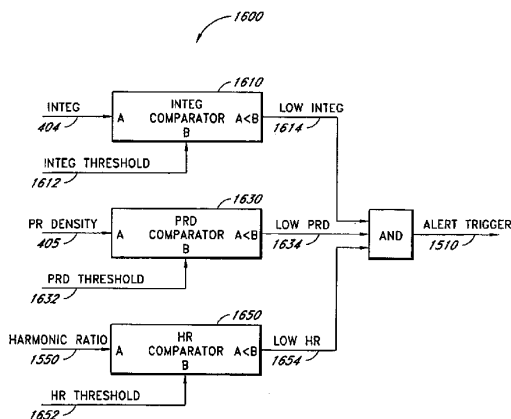 1600
1610
INTEG
404
A
INTEG
COMPARATOR
B
A<B
LOW INTEG
1614
INTEG THRESHOLD
1612
1630
PR DENSITY
405
A
PRD
COMPARATOR
B
A<B
LOW PRD
1634
AND
ALERT TRIGGER
1510
PRD THRESHOLD
1632
1650
HARMONIC RATIO
1550
A
HR
COMPARATOR
B
A<B
LOW HR
1654
HR THRESHOLD
1652